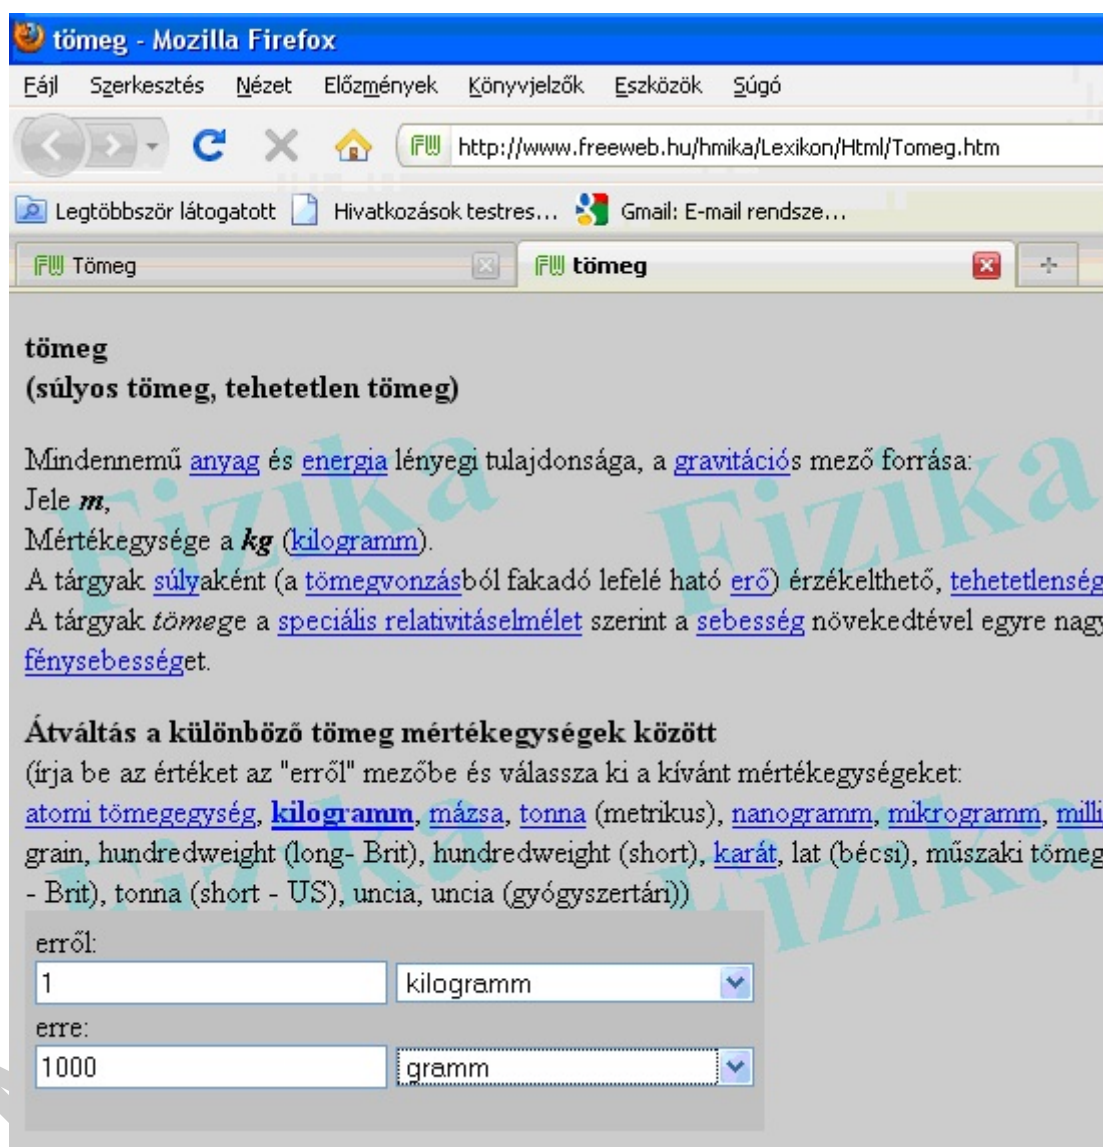 tömeg - Mozilla Firefox
Fájl Szerkesztés Nézet Előzmények Könyvjelzők Eszközök Súgó
http://www.freeweb.hu/hmika/Lexikon/Html/Tomeg.htm
Legtöbbször látogatott Hivatkozások testres... Gmail: E-mail rendsze...
FW Tömeg FW tömeg
tömeg
(súlyos tömeg, tehetetlen tömeg)
Mindennemű anyag és energia lényegi tulajdonsága, a gravitációs mező forrása:
Jele m,
Mértékegysége a kg (kilogramm).
A tárgyak súlyaként (a tömegvonzásból fakadó lefelé ható erő) érzékelthető, tehetetlenség
A tárgyak tömege a speciális relativitáselmélet szerint a sebesség növekedtével egyre nagy
fénysebességet.
Átváltás a különböző tömeg mértékegységek között
(írja be az értéket az "erről" mezőbe és válassza ki a kívánt mértékegységeket:
atomi tömegegység, kilogramm, mázsa, tonna (metrikus), nanogramm, mikrogramm, milli
grain, hundredweight (long- Brit), hundredweight (short), karát, lat (bécsi), műszaki tömeg
- Brit), tonna (short - US), uncia, uncia (gyógyszertári))
erről:
1 kilogramm
erre:
1000 gramm
Fizika Fizika
Fizika Fizika